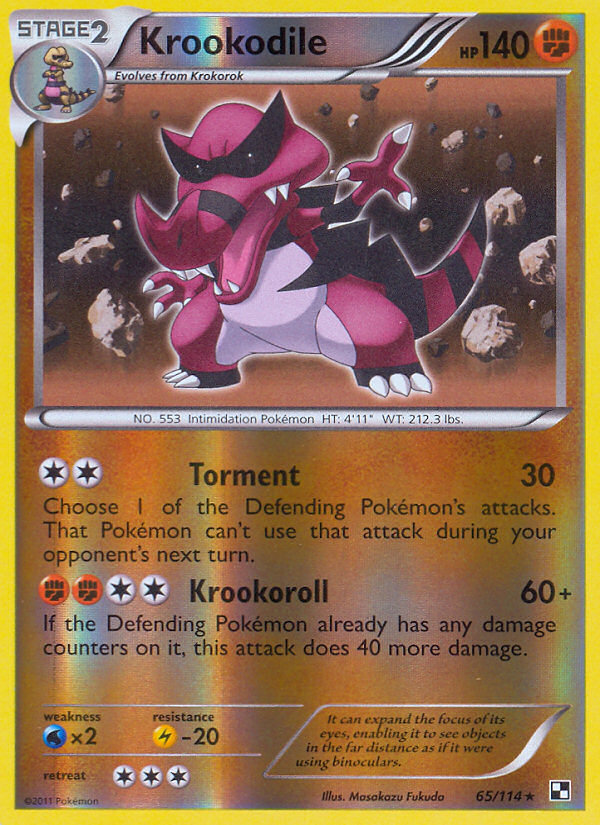 STAGE2
Krookodile
HP140
Evolves from Krokorok
NO. 553 Intimidation Pokémon HT: 4'11" WT: 212.3 lbs.
Torment 30
Choose 1 of the Defending Pokémon's attacks.
That Pokémon can't use that attack during your
opponent's next turn.
Krookoroll 60+
If the Defending Pokémon already has any damage
counters on it, this attack does 40 more damage.
weakness
×2
resistance
-20
retreat
It can expand the focus of its
eyes, enabling it to see objects
in the far distance as if it were
using binoculars.
©2011 Pokémon
Illus. Masakazu Fukuda
65/114★